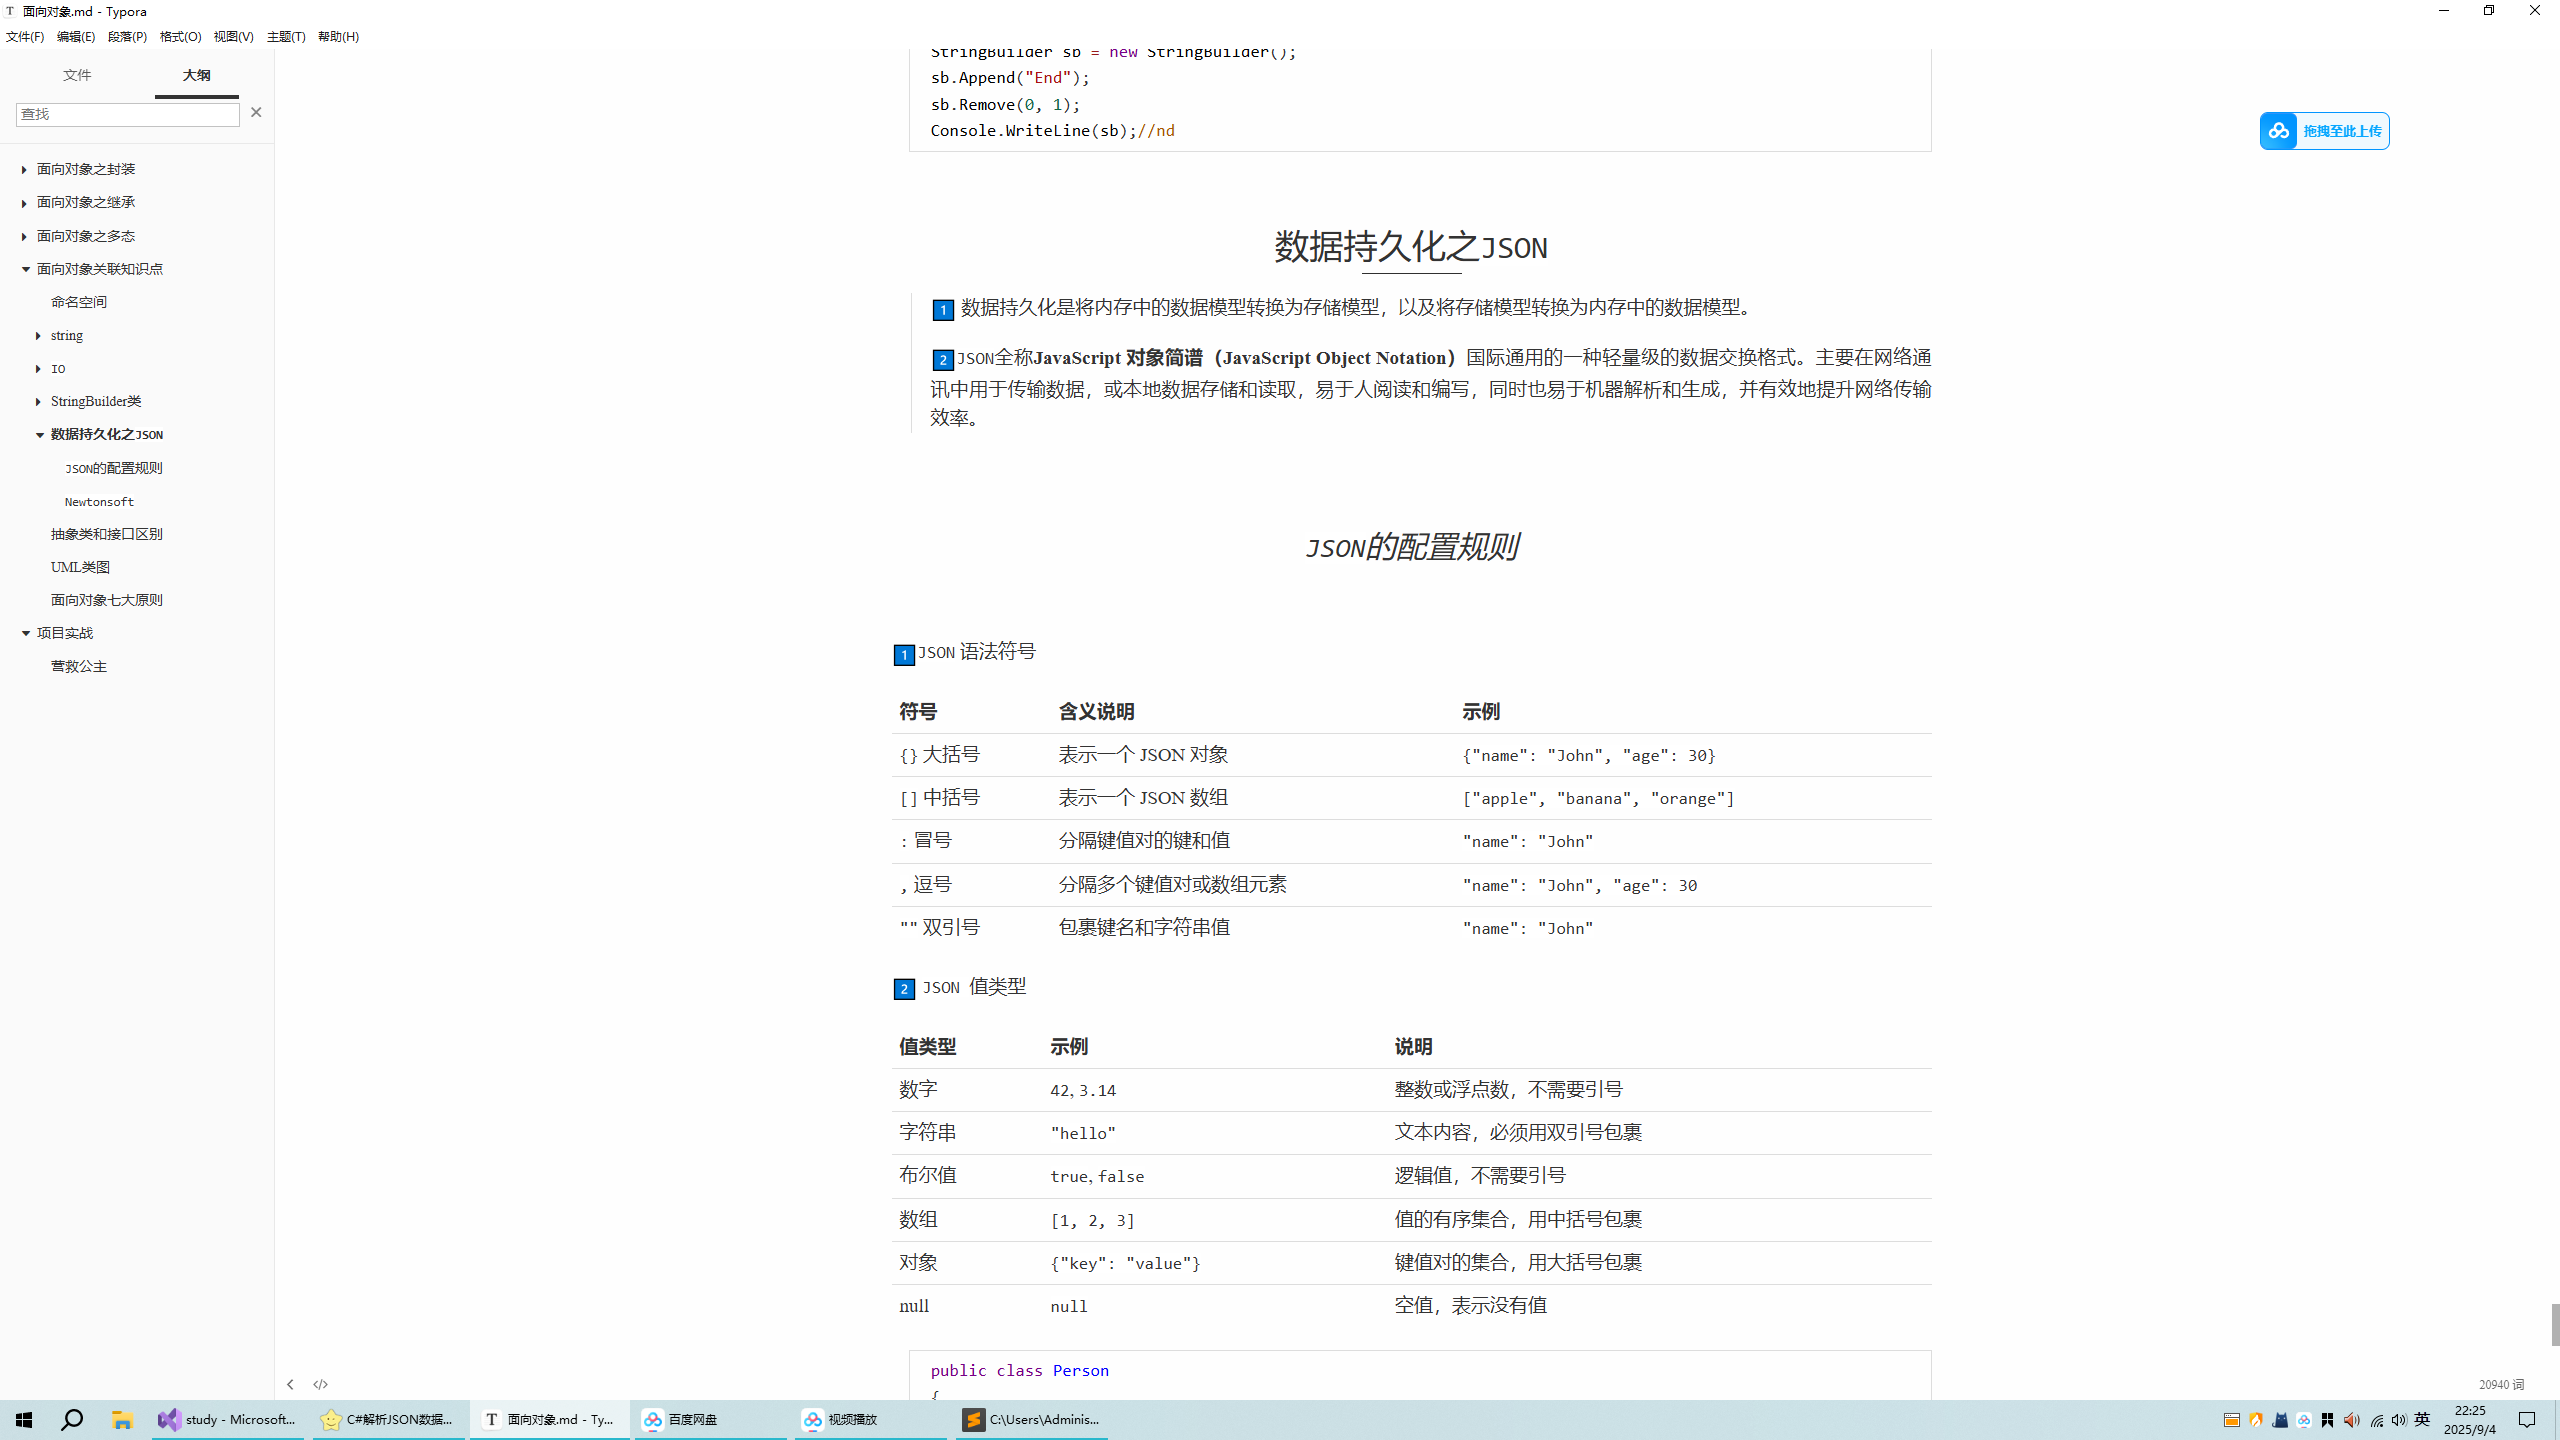 面向对象.md - Typora
文件(F) 编辑(E) 段落(P) 格式(O) 视图(V) 主题(T) 帮助(H)
文件 大纲
查找
面向对象之封装
面向对象之继承
面向对象之多态
面向对象关联知识点
命名空间
string
IO
StringBuilder类
数据持久化之JSON
JSON的配置规则
Newtonsoft
抽象类和接口区别
UML类图
面向对象七大原则
项目实战
营救公主
StringBuilder sb = new StringBuilder();
sb.Append("End");
sb.Remove(0, 1);
Console.WriteLine(sb);//nd
拖拽至此上传
数据持久化之JSON
1 数据持久化是将内存中的数据模型转换为存储模型，以及将存储模型转换为内存中的数据模型。
2 JSON全称JavaScript 对象简谱（JavaScript Object Notation）国际通用的一种轻量级的数据交换格式。主要在网络通
讯中用于传输数据，或本地数据存储和读取，易于人阅读和编写，同时也易于机器解析和生成，并有效地提升网络传输
效率。
JSON的配置规则
1 JSON 语法符号
符号 含义说明 示例
{} 大括号 表示一个 JSON 对象 {"name": "John", "age": 30}
[] 中括号 表示一个 JSON 数组 ["apple", "banana", "orange"]
: 冒号 分隔键值对的键和值 "name": "John"
, 逗号 分隔多个键值对或数组元素 "name": "John", "age": 30
"" 双引号 包裹键名和字符串值 "name": "John"
2 JSON 值类型
值类型 示例 说明
数字 42, 3.14 整数或浮点数，不需要引号
字符串 "hello" 文本内容，必须用双引号包裹
布尔值 true, false 逻辑值，不需要引号
数组 [1, 2, 3] 值的有序集合，用中括号包裹
对象 {"key": "value"} 键值对的集合，用大括号包裹
null null 空值，表示没有值
public class Person
{
20940 词
study - Microsoft... C#解析JSON数据... 面向对象.md - Ty... 百度网盘 视频播放 C:\Users\Adminis... 英 22:25
2025/9/4